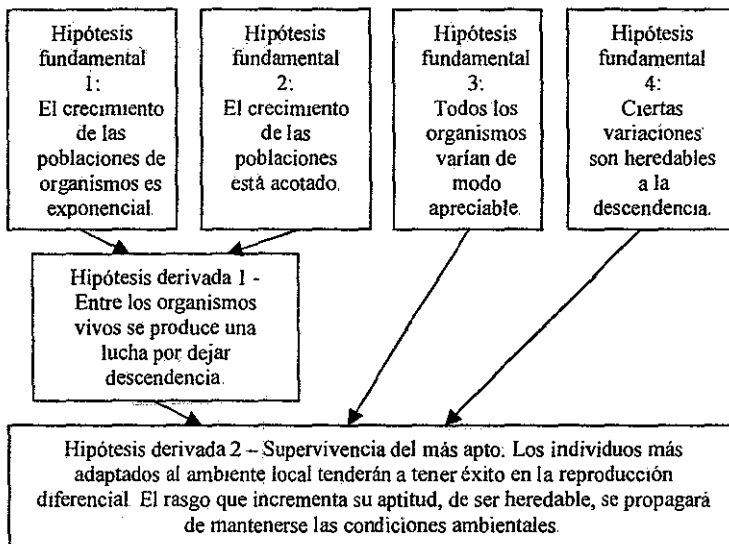 Hipótesis
fundamental
1:
El crecimiento
de las
poblaciones de
organismos es
exponencial.
Hipótesis
fundamental
2:
El crecimiento
de las
poblaciones
está acotado.
Hipótesis
fundamental
3:
Todos los
organismos
varían de
modo
apreciable.
Hipótesis
fundamental
4:
Ciertas
variaciones
son heredables
a la
descendencia.
Hipótesis derivada 1 -
Entre los organismos
vivos se produce una
lucha por dejar
descendencia.
Hipótesis derivada 2 – Supervivencia del más apto. Los individuos más
adaptados al ambiente local tenderán a tener éxito en la reproducción
diferencial. El rasgo que incrementa su aptitud, de ser heredable, se propagará
de mantenerse las condiciones ambientales.